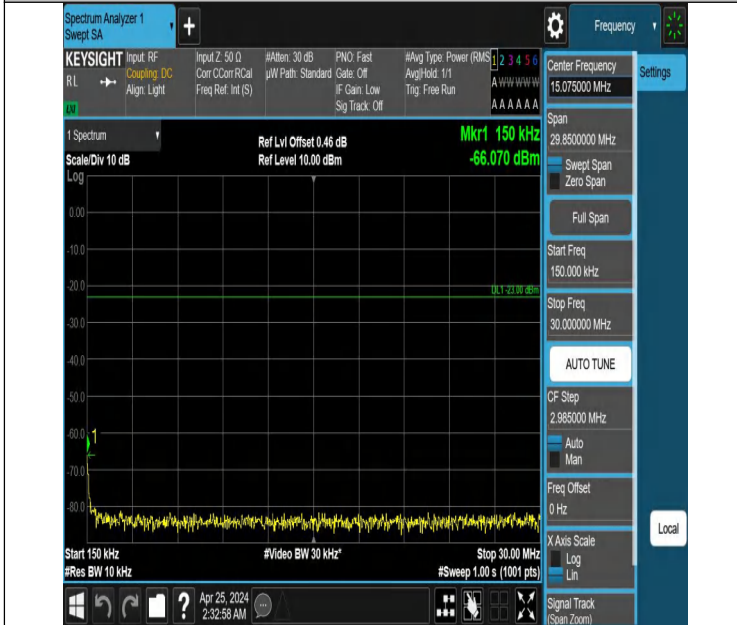 Spectrum Analyzer 1
Swept SA
+
Frequency
KEYSIGHT
RL
Input: RF
Coupling: DC
Align: Light
Input Z: 50 Ω
Corr CCorr RCal
Freq Ref: Int (S)
#Atten: 30 dB
µW Path: Standard
PNO: Fast
Gate: Off
IF Gain: Low
Sig Track: Off
#Avg Type: Power (RMS
Avg|Hold: 1/1
Trig: Free Run
1 2 3 4 5 6
A W W W W W
A A A A A A
1 Spectrum
Scale/Div 10 dB
Log
Ref Lvl Offset 0.46 dB
Ref Level 10.00 dBm
Mkr1 150 kHz
-66.070 dBm
0.00
-10.0
-20.0
DL1 -23.00 dBm
-30.0
-40.0
-50.0
-60.0
1
-70.0
-80.0
Start 150 kHz
#Res BW 10 kHz
#Video BW 30 kHz*
Stop 30.00 MHz
#Sweep 1.00 s (1001 pts)
?
Apr 25, 2024
2:32:58 AM
Center Frequency
15.075000 MHz
Settings
Span
29.8500000 MHz
Swept Span
Zero Span
Full Span
Start Freq
150.000 kHz
Stop Freq
30.000000 MHz
AUTO TUNE
CF Step
2.985000 MHz
Auto
Man
Freq Offset
0 Hz
X Axis Scale
Log
Lin
Local
Signal Track
(Span Zoom)